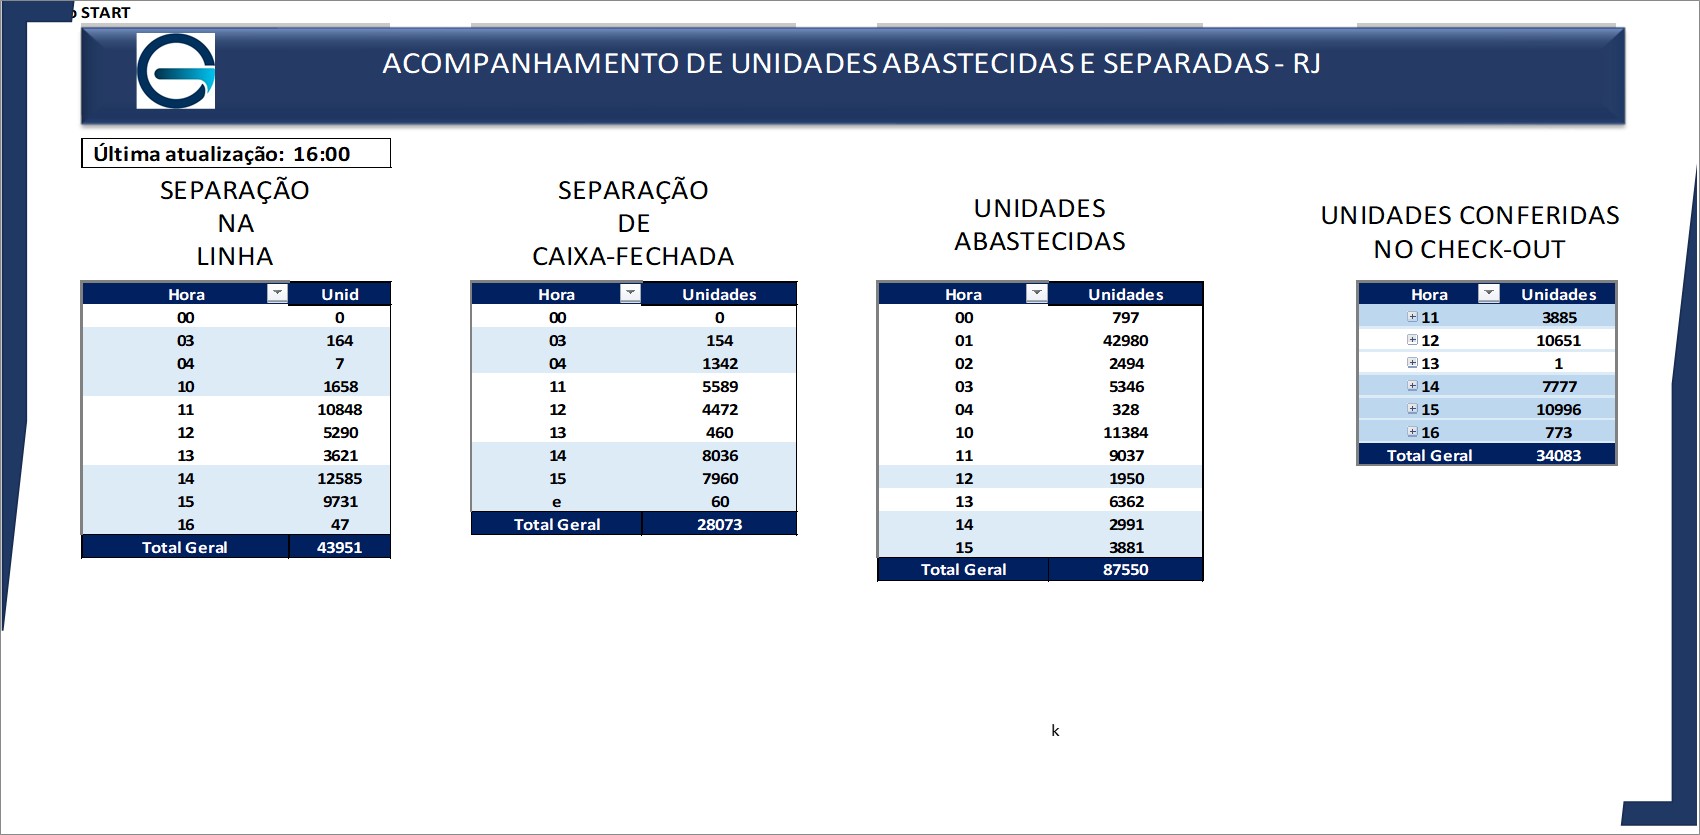 START
ACOMPANHAMENTO DE UNIDADES ABASTECIDAS E SEPARADAS - RJ
Última atualização: 16:00
SEPARAÇÃO
NA
LINHA
Hora Unid
00 0
03 164
04 7
10 1658
11 10848
12 5290
13 3621
14 12585
15 9731
16 47
Total Geral 43951
SEPARAÇÃO
DE
CAIXA-FECHADA
Hora Unidades
00 0
03 154
04 1342
11 5589
12 4472
13 460
14 8036
15 7960
e 60
Total Geral 28073
UNIDADES
ABASTECIDAS
Hora Unidades
00 797
01 42980
02 2494
03 5346
04 328
10 11384
11 9037
12 1950
13 6362
14 2991
15 3881
Total Geral 87550
UNIDADES CONFERIDAS
NO CHECK-OUT
Hora Unidades
11 3885
12 10651
13 1
14 7777
15 10996
16 773
Total Geral 34083
k